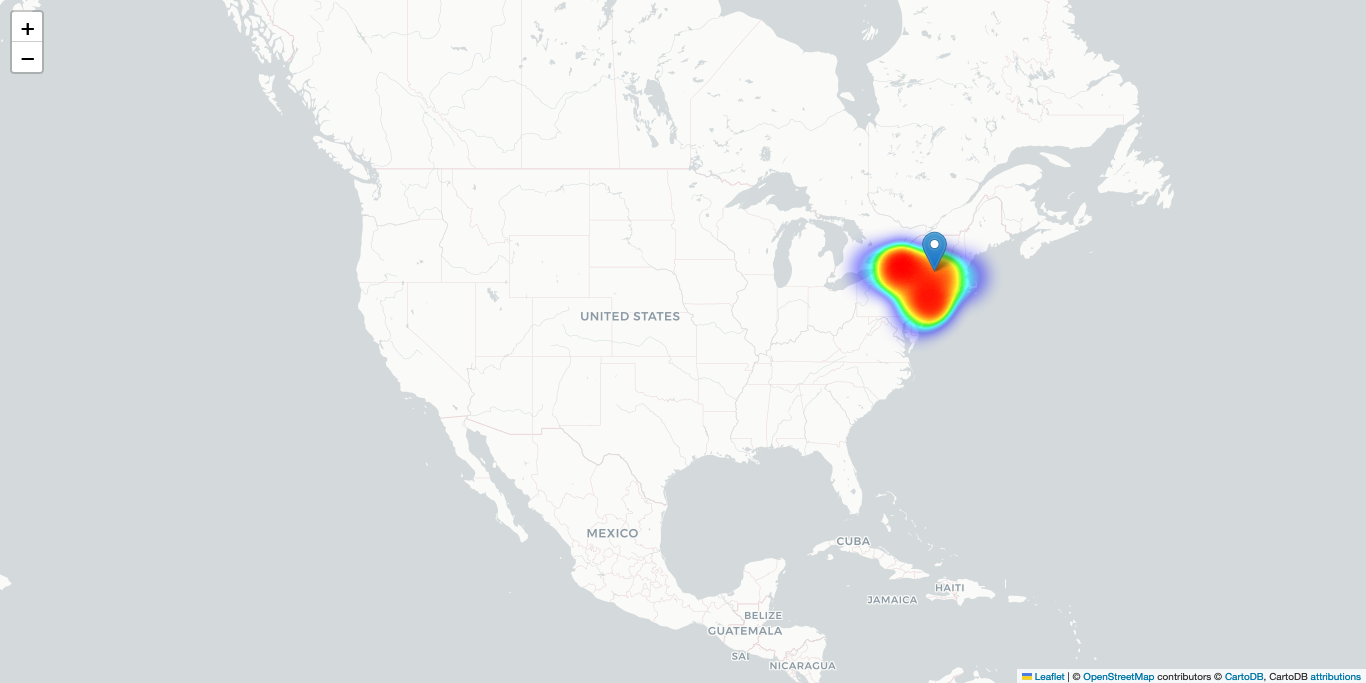 +
−
UNITED STATES
MEXICO
CUBA
HAITI
JAMAICA
BELIZE
GUATEMALA
SAL
NICARAGUA
Leaflet | © OpenStreetMap contributors © CartoDB, CartoDB attributions